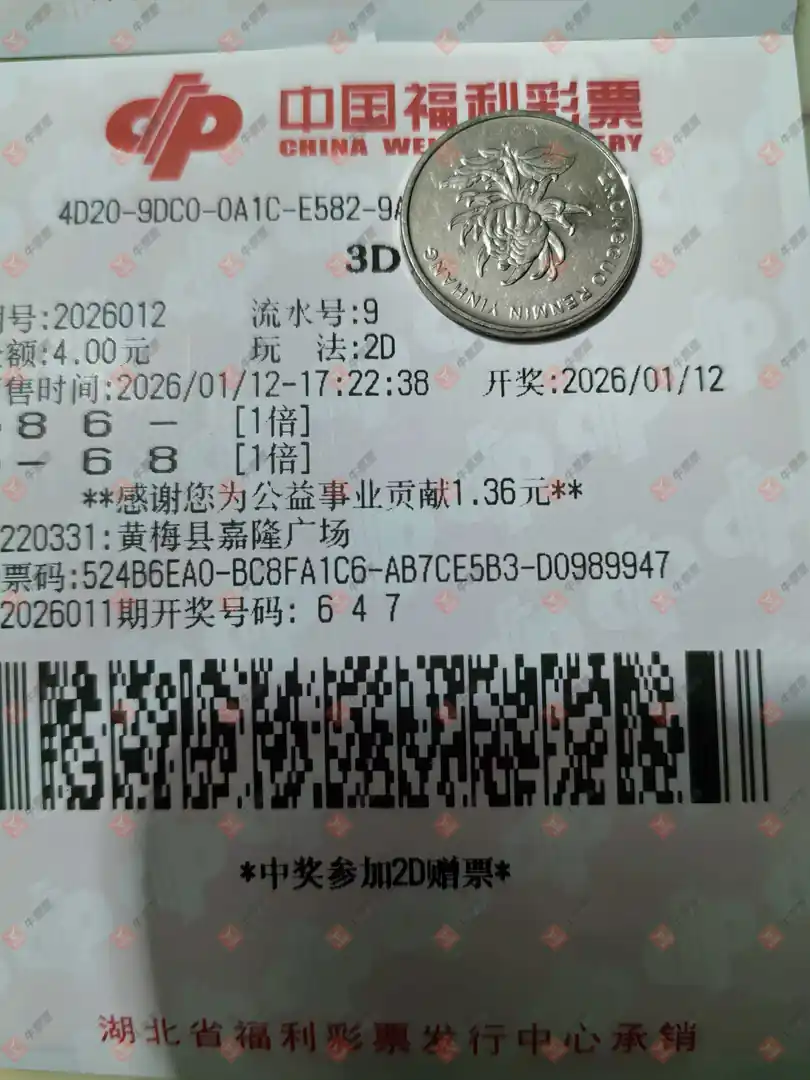 中国福利彩票
CHINA WEL ERY
4D20-9DC0-0A1C-E582-9A
3D
ZHONGGUO RENMIN YINHANG
号:2026012 流水号:9
额:4.00元 玩 法:2D
售时间:2026/01/12-17:22:38 开奖:2026/01/12
8 6 - [1倍]
- 6 8 [1倍]
**感谢您为公益事业贡献1.36元**
220331:黄梅县嘉隆广场
票码:524B6EA0-BC8FA1C6-AB7CE5B3-D0989947
2026011期开奖号码: 6 4 7
*中奖参加2D赠票*
湖北省福利彩票发行中心承销